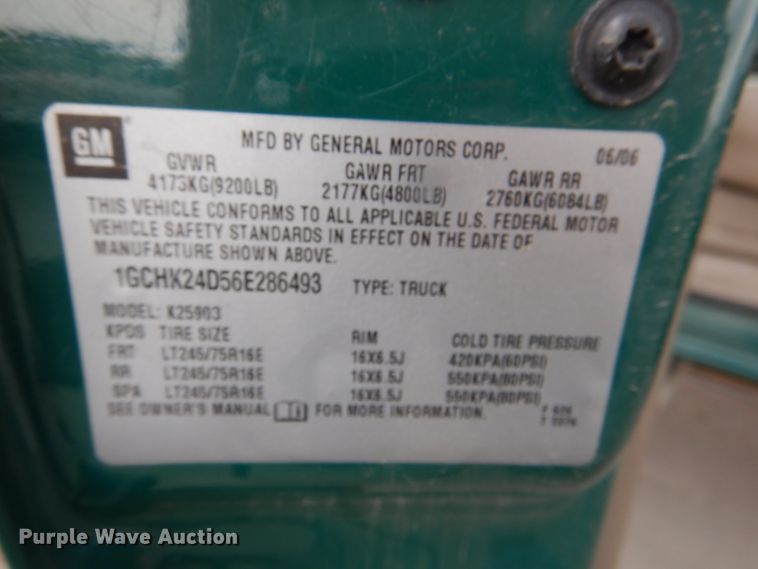 GM
MFD BY GENERAL MOTORS CORP. 06/06
GVWR GAWR FRT GAWR RR
4173KG(9200LB) 2177KG(4800LB) 2760KG(6084LB)
THIS VEHICLE CONFORMS TO ALL APPLICABLE U.S. FEDERAL MOTOR
VEHICLE SAFETY STANDARDS IN EFFECT ON THE DATE OF
MANUFACTURE SHOWN ABOVE.
1GCHK24D56E286493 TYPE: TRUCK
MODEL: K25903
KPDS TIRE SIZE RIM COLD TIRE PRESSURE
FRT LT245/75R16E 16X6.5J 420KPA(60PSI)
RR LT245/75R16E 16X6.5J 550KPA(80PSI)
SPA LT245/75R16E 16X6.5J 550KPA(80PSI)
SEE OWNER'S MANUAL FOR MORE INFORMATION.
Purple Wave Auction